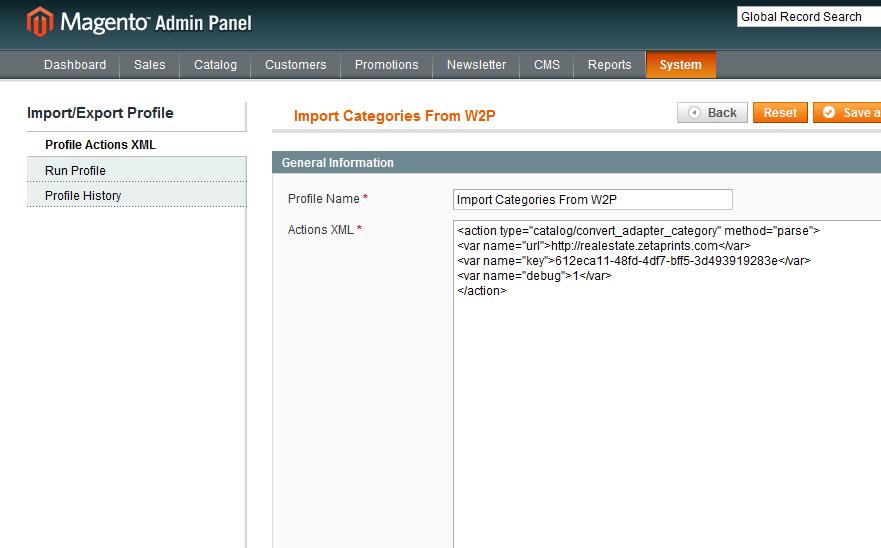 Magento™ Admin Panel
Global Record Search
Dashboard Sales Catalog Customers Promotions Newsletter CMS Reports System
Import/Export Profile
Profile Actions XML
Run Profile
Profile History
Import Categories From W2P
Back Reset Save a
General Information
Profile Name * Import Categories From W2P
Actions XML *
<action type="catalog/convert_adapter_category" method="parse">
<var name="url">http://realestate.zetaprints.com</var>
<var name="key">612eca11-48fd-4df7-bff5-3d493919283e</var>
<var name="debug">1</var>
</action>